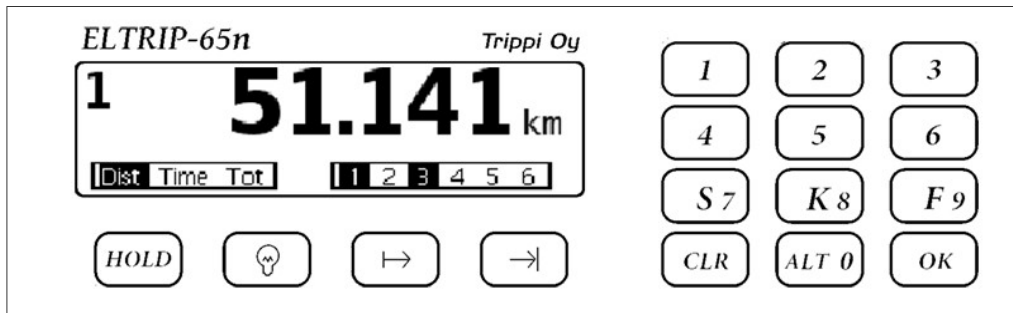 ELTRIP-65n
Trippi Oy
1 51.141 km
Dist Time Tot 1 2 3 4 5 6
HOLD
1 2 3
4 5 6
S 7 K 8 F 9
CLR ALT 0 OK